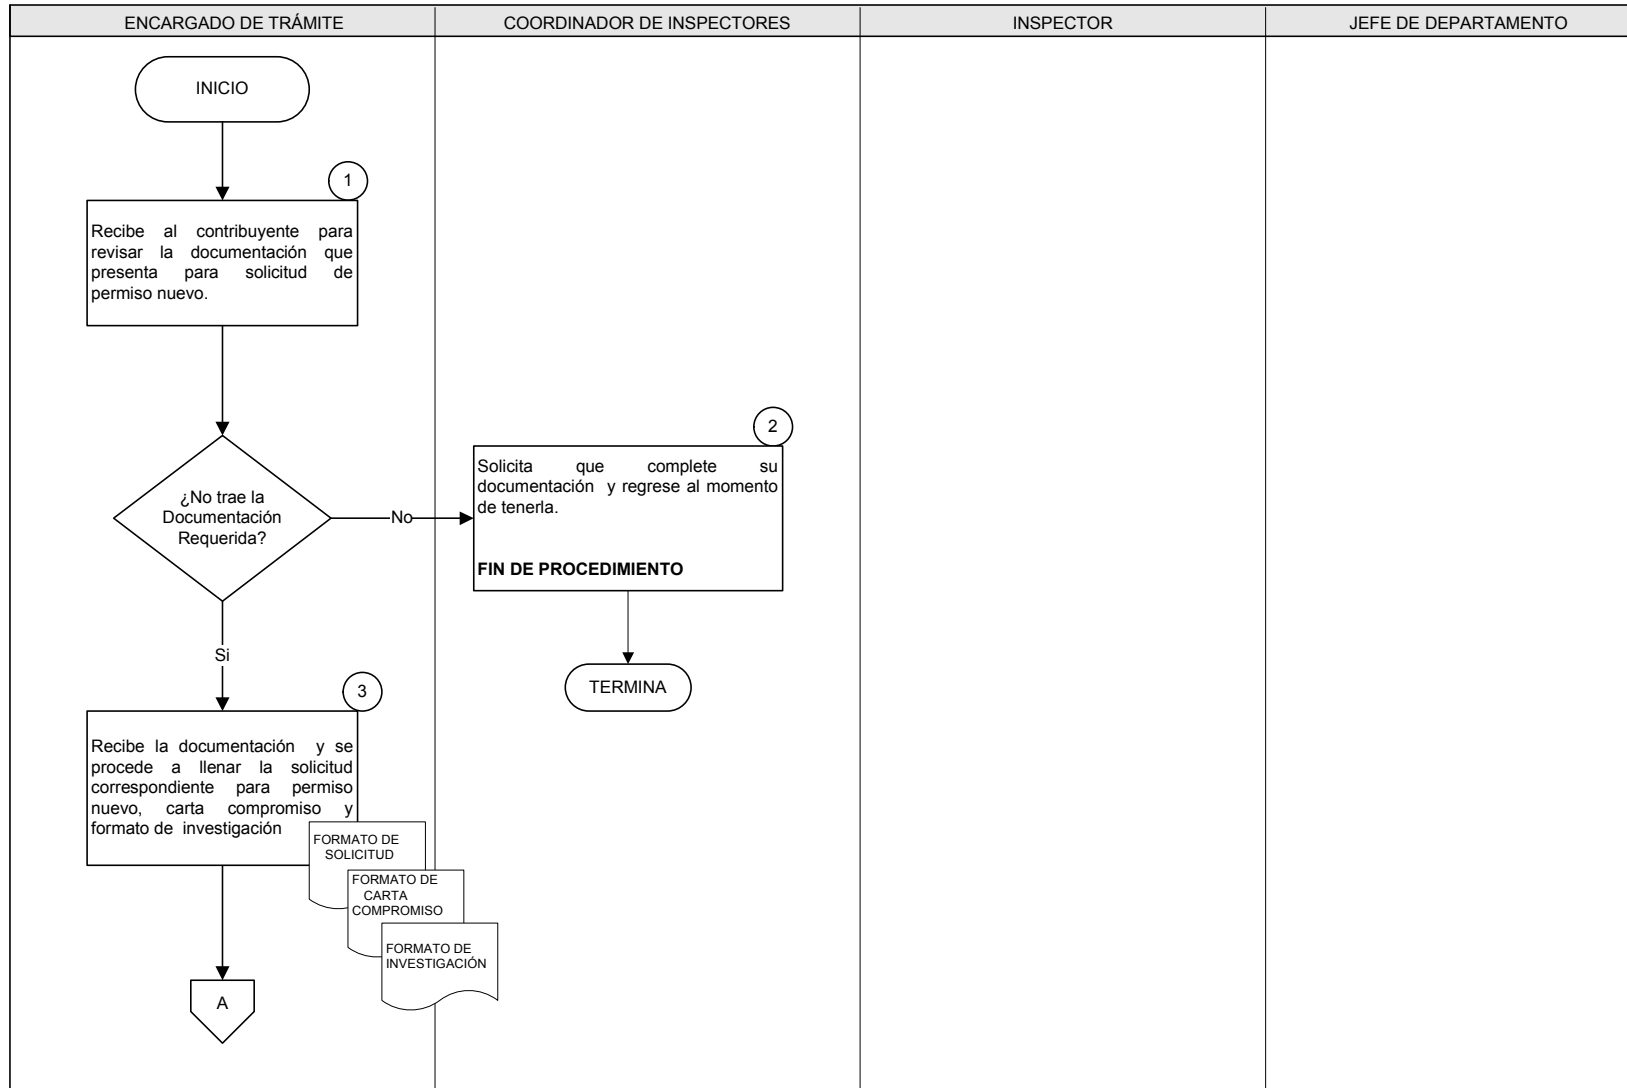 ENCARGADO DE TRÁMITE
COORDINADOR DE INSPECTORES
INSPECTOR
JEFE DE DEPARTAMENTO
INICIO
1
Recibe al contribuyente para
revisar la documentación que
presenta para solicitud de
permiso nuevo.
¿No trae la
Documentación
Requerida?
No
2
Solicita que complete su
documentación y regrese al momento
de tenerla.
FIN DE PROCEDIMIENTO
TERMINA
Si
3
Recibe la documentación y se
procede a llenar la solicitud
correspondiente para permiso
nuevo, carta compromiso y
formato de investigación
FORMATO DE
SOLICITUD
FORMATO DE
CARTA
COMPROMISO
FORMATO DE
INVESTIGACIÓN
A